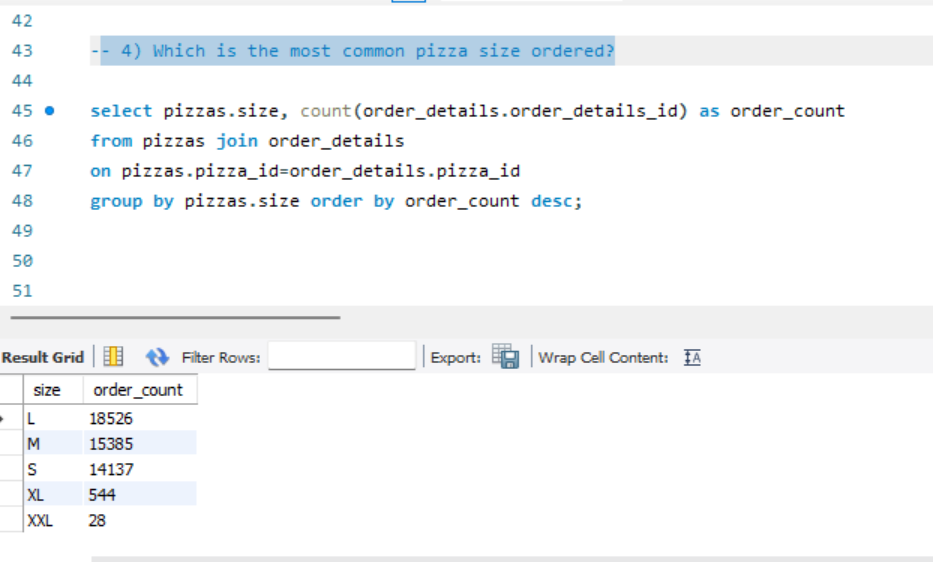 42
43 -- 4) Which is the most common pizza size ordered?
44
45 select pizzas.size, count(order_details.order_details_id) as order_count
46 from pizzas join order_details
47 on pizzas.pizza_id=order_details.pizza_id
48 group by pizzas.size order by order_count desc;
49
50
51
Result Grid Filter Rows: Export: Wrap Cell Content: IA
size order_count
L 18526
M 15385
S 14137
XL 544
XXL 28